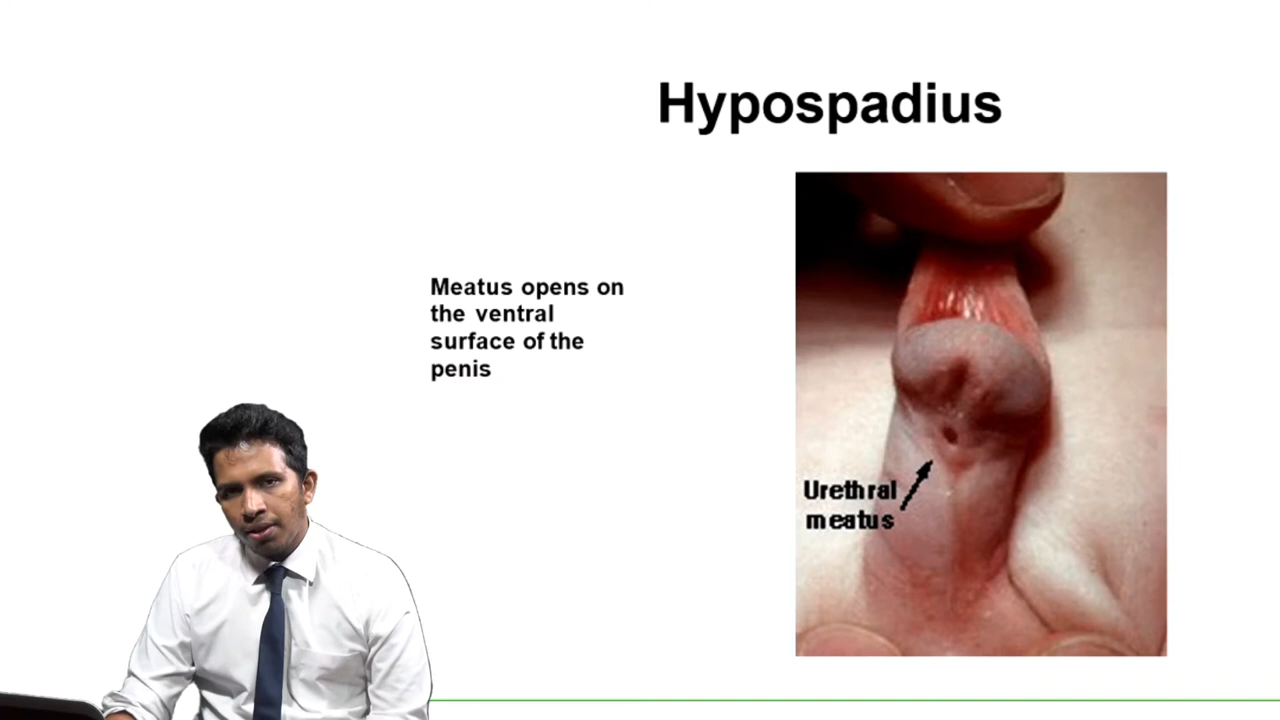 Hypospadius
Meatus opens on
the ventral
surface of the
penis
Urethral
meatus